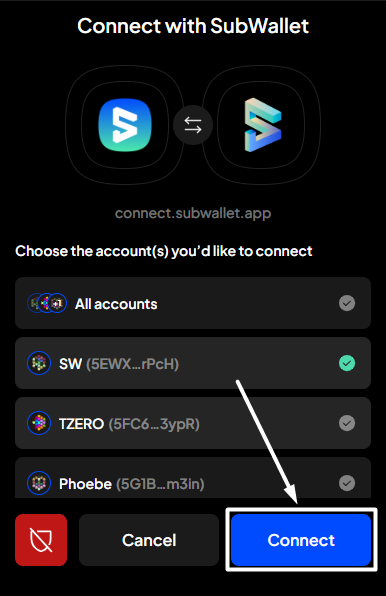 Connect with SubWallet
connect.subwallet.app
Choose the account(s) you'd like to connect
+1 All accounts
SW (5EWX...rPcH)
TZERO (5FC6...3ypR)
Phoebe (5G1B...m3in)
Cancel
Connect